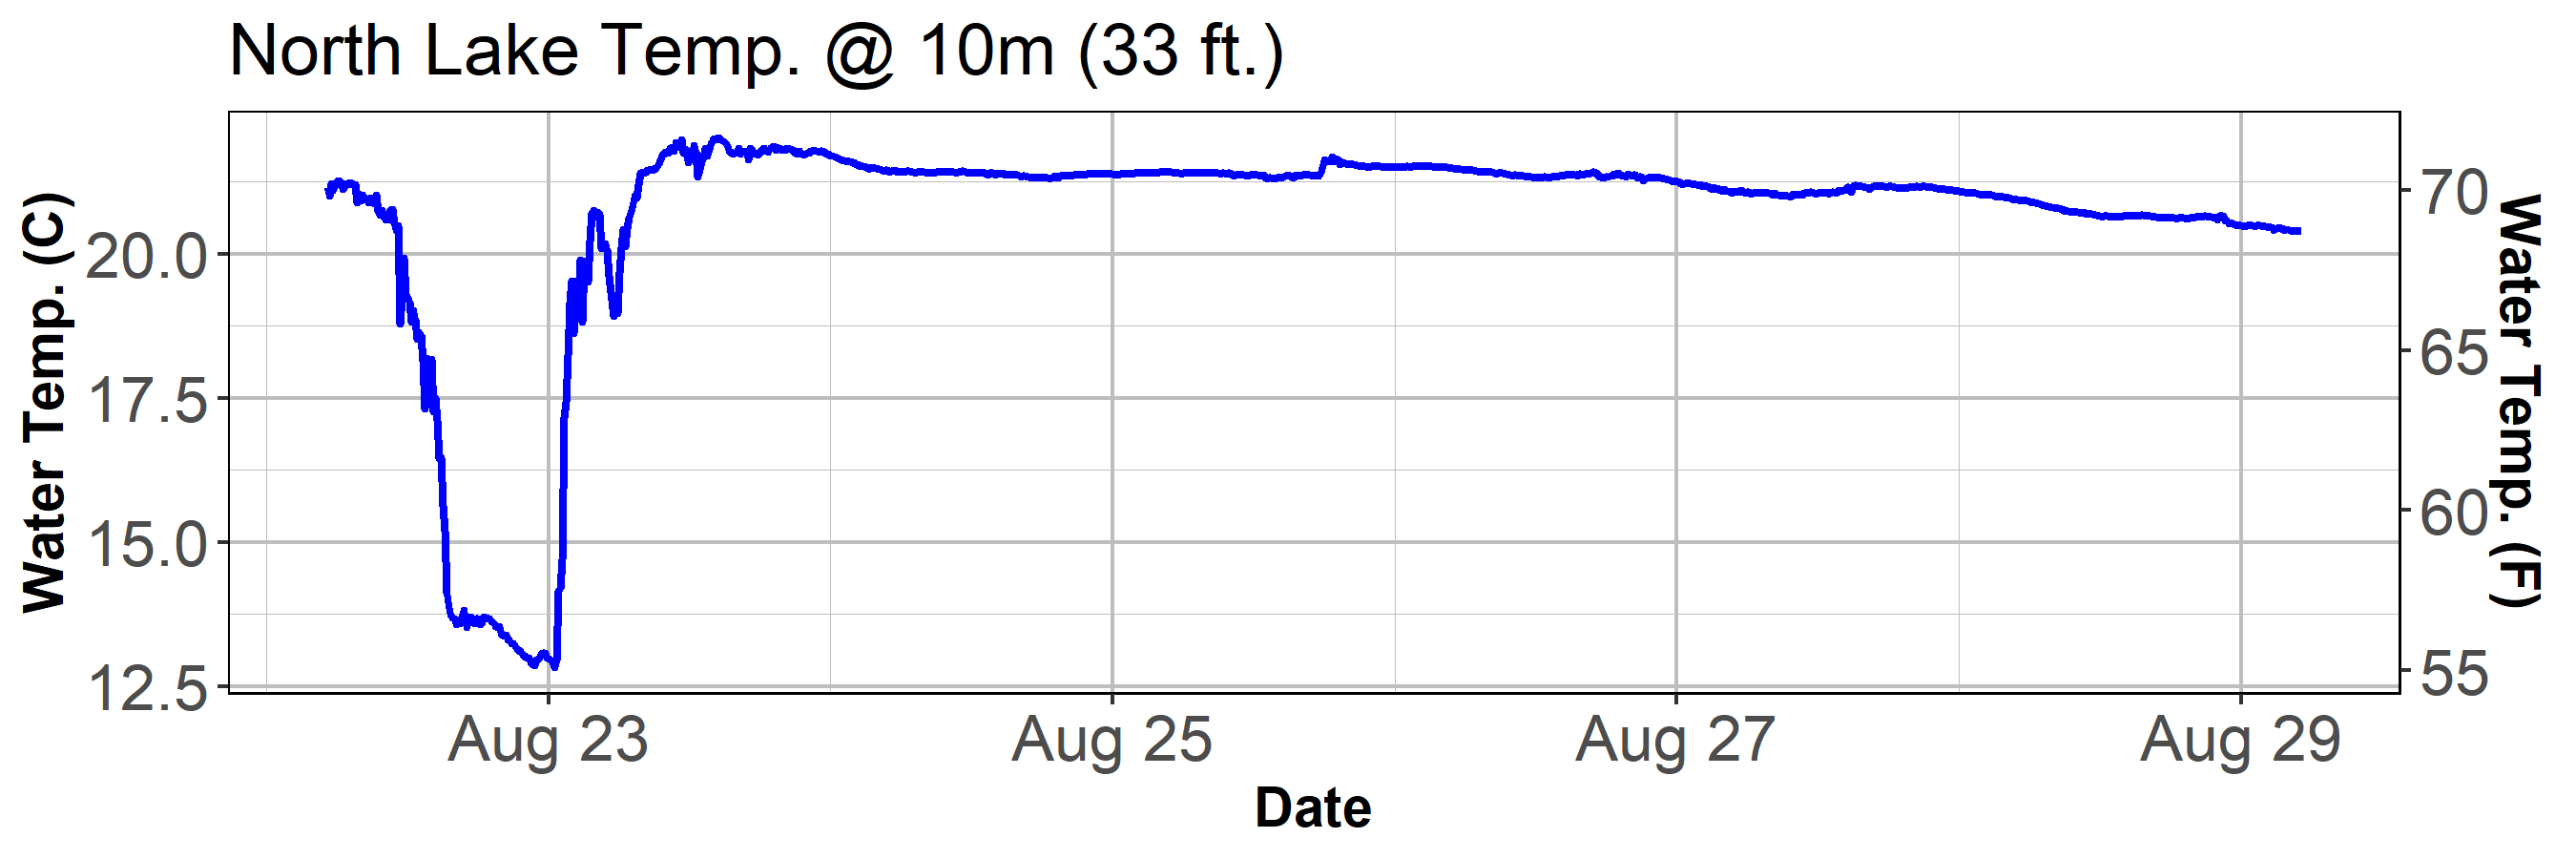 North Lake Temp. @ 10m (33 ft.)
Water Temp. (C)
20.0
17.5
15.0
12.5
70
65
60
55
Water Temp. (F)
Aug 23 Aug 25 Aug 27 Aug 29
Date